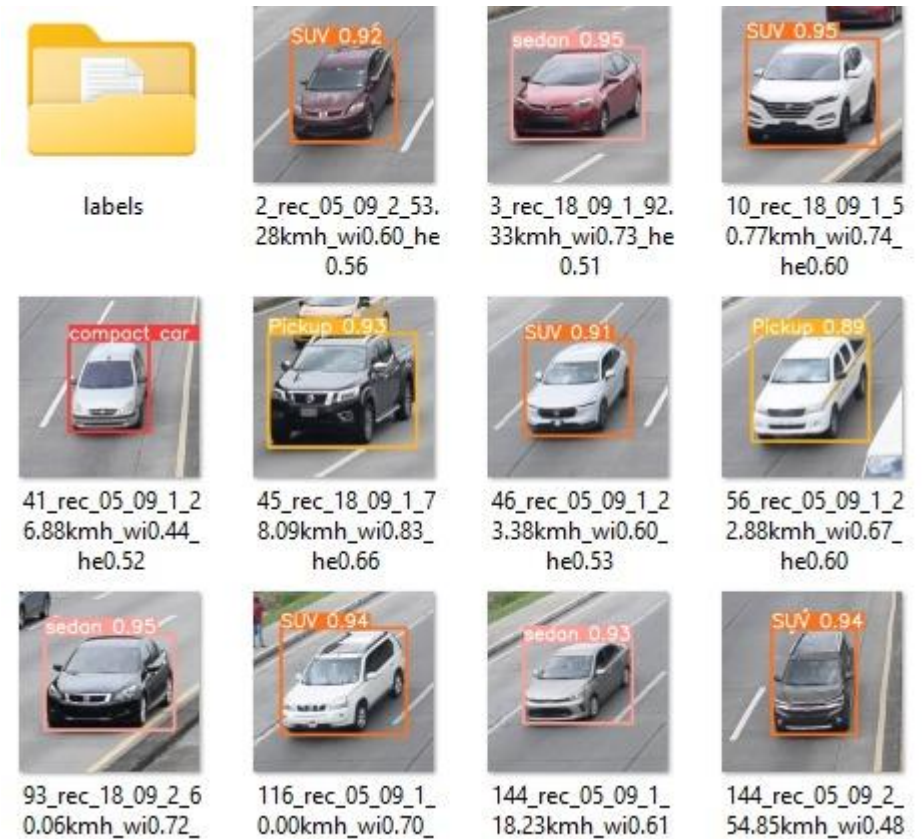 SUV 0.92
sedan 0.95
SUV 0.95
labels
2_rec_05_09_2_53.
28kmh_wi0.60_he
0.56
3_rec_18_09_1_92.
33kmh_wi0.73_he
0.51
10_rec_18_09_1_5
0.77kmh_wi0.74_
he0.60
compact car
Pickup 0.93
SUV 0.91
Pickup 0.89
41_rec_05_09_1_2
6.88kmh_wi0.44_
he0.52
45_rec_18_09_1_7
8.09kmh_wi0.83_
he0.66
46_rec_05_09_1_2
3.38kmh_wi0.60_
he0.53
56_rec_05_09_1_2
2.88kmh_wi0.67_
he0.60
sedan 0.95
SUV 0.94
sedan 0.93
SUV 0.94
93_rec_18_09_2_6
0.06kmh_wi0.72_
116_rec_05_09_1_
0.00kmh_wi0.70_
144_rec_05_09_1_
18.23kmh_wi0.61
144_rec_05_09_2_
54.85kmh_wi0.48